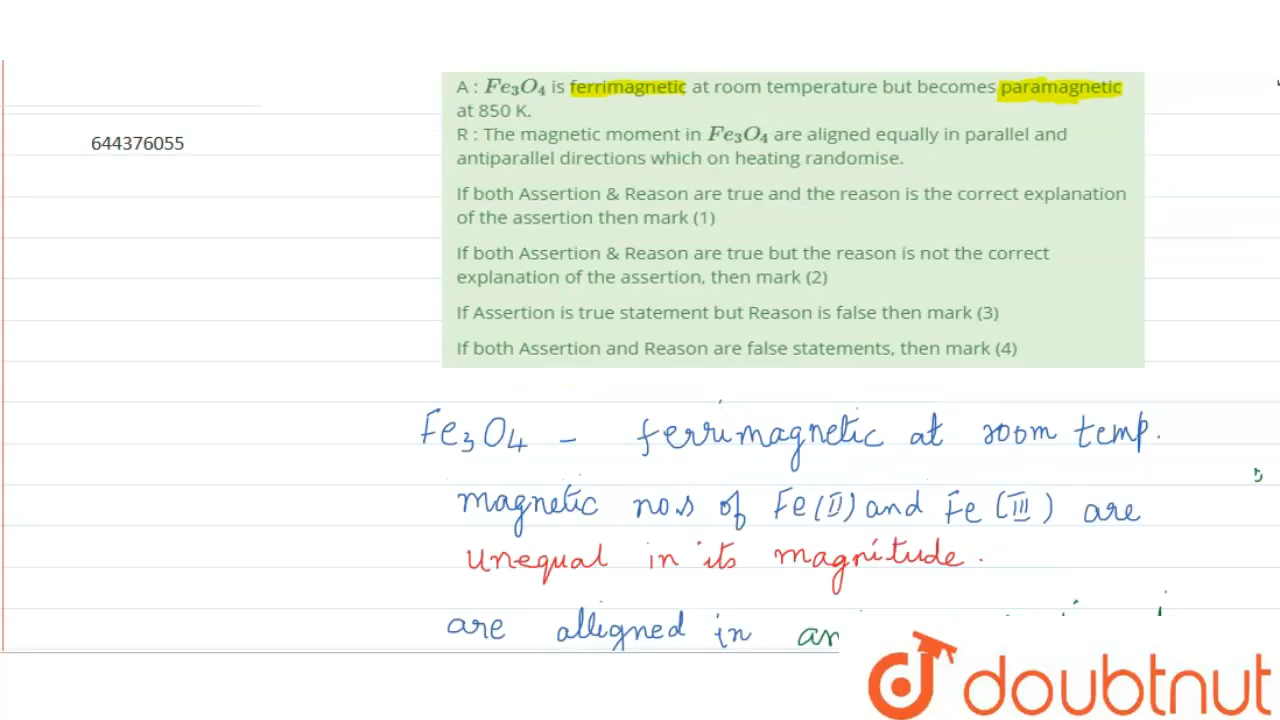 A : Fe₃O₄ is ferrimagnetic at room temperature but becomes paramagnetic
at 850 K.
R : The magnetic moment in Fe₃O₄ are aligned equally in parallel and
antiparallel directions which on heating randomise.
644376055
If both Assertion & Reason are true and the reason is the correct explanation
of the assertion then mark (1)
If both Assertion & Reason are true but the reason is not the correct
explanation of the assertion, then mark (2)
If Assertion is true statement but Reason is false then mark (3)
If both Assertion and Reason are false statements, then mark (4)
Fe₃O₄ - ferrimagnetic at room temp.
magnetic no.s of Fe(II) and Fe(III) are
unequal in its magnitude.
are alligned in
doubtnut